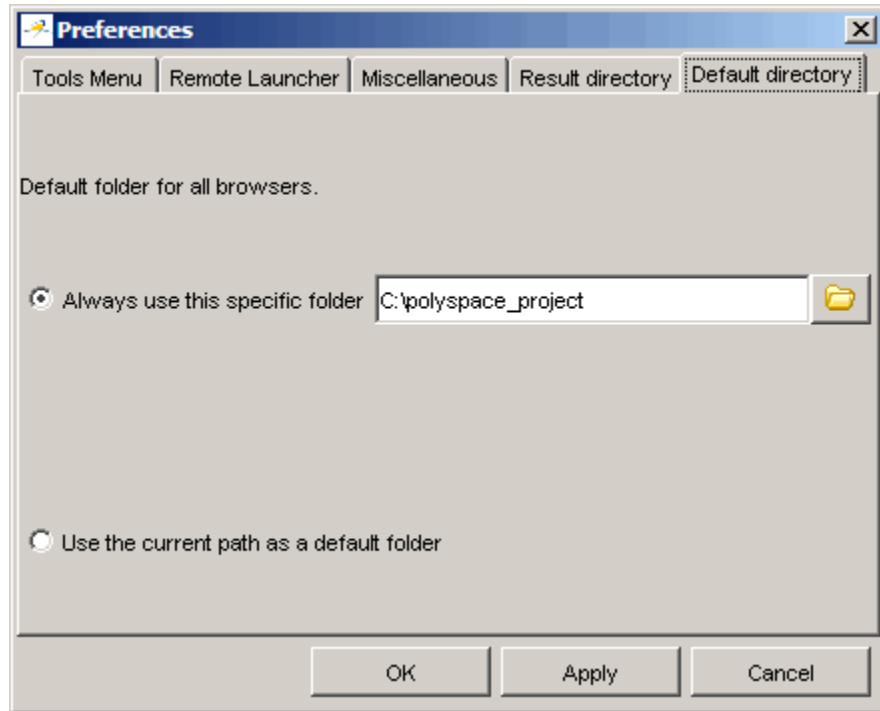 Preferences
Tools Menu Remote Launcher Miscellaneous Result directory Default directory
Default folder for all browsers.
Always use this specific folder C:\polyspace_project
Use the current path as a default folder
OK Apply Cancel